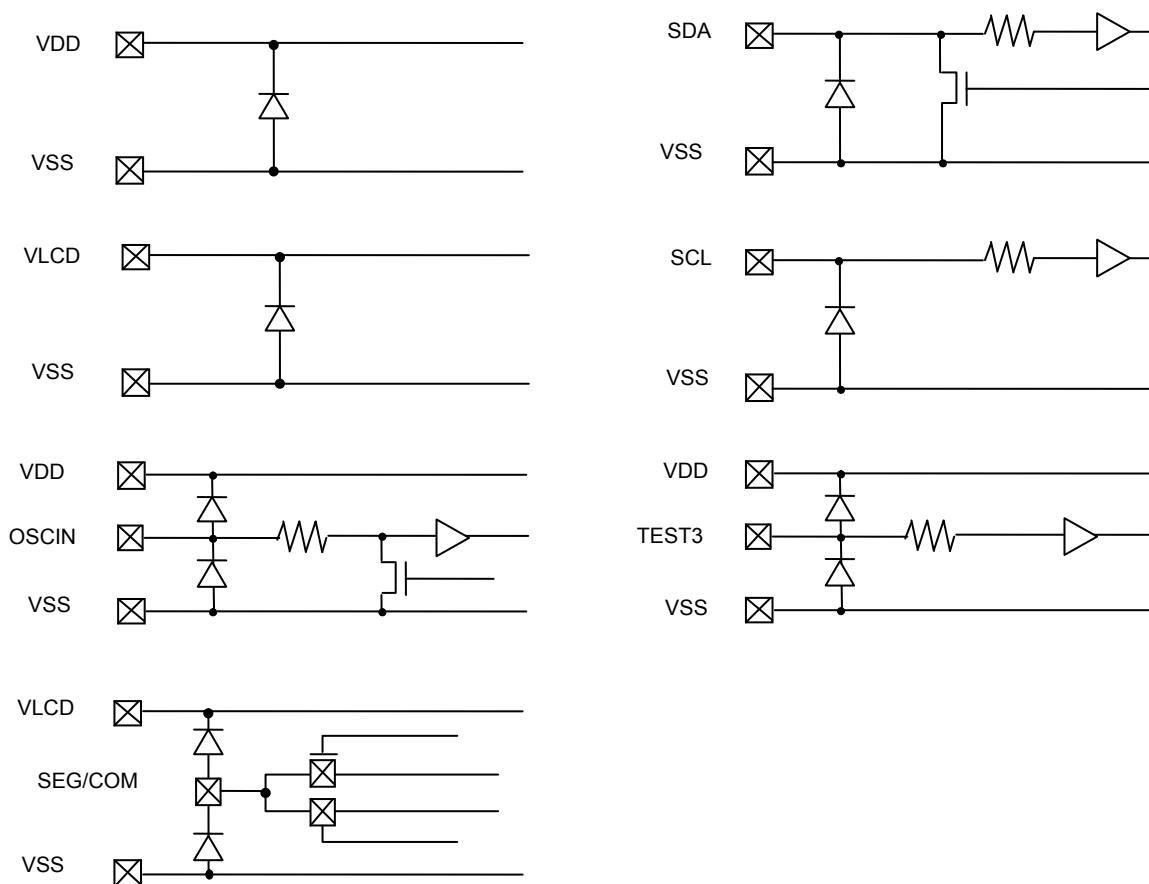 VDD
VSS
VLCD
VSS
VDD
OSCIN
VSS
VLCD
SEG/COM
VSS
SDA
VSS
SCL
VSS
VDD
TEST3
VSS